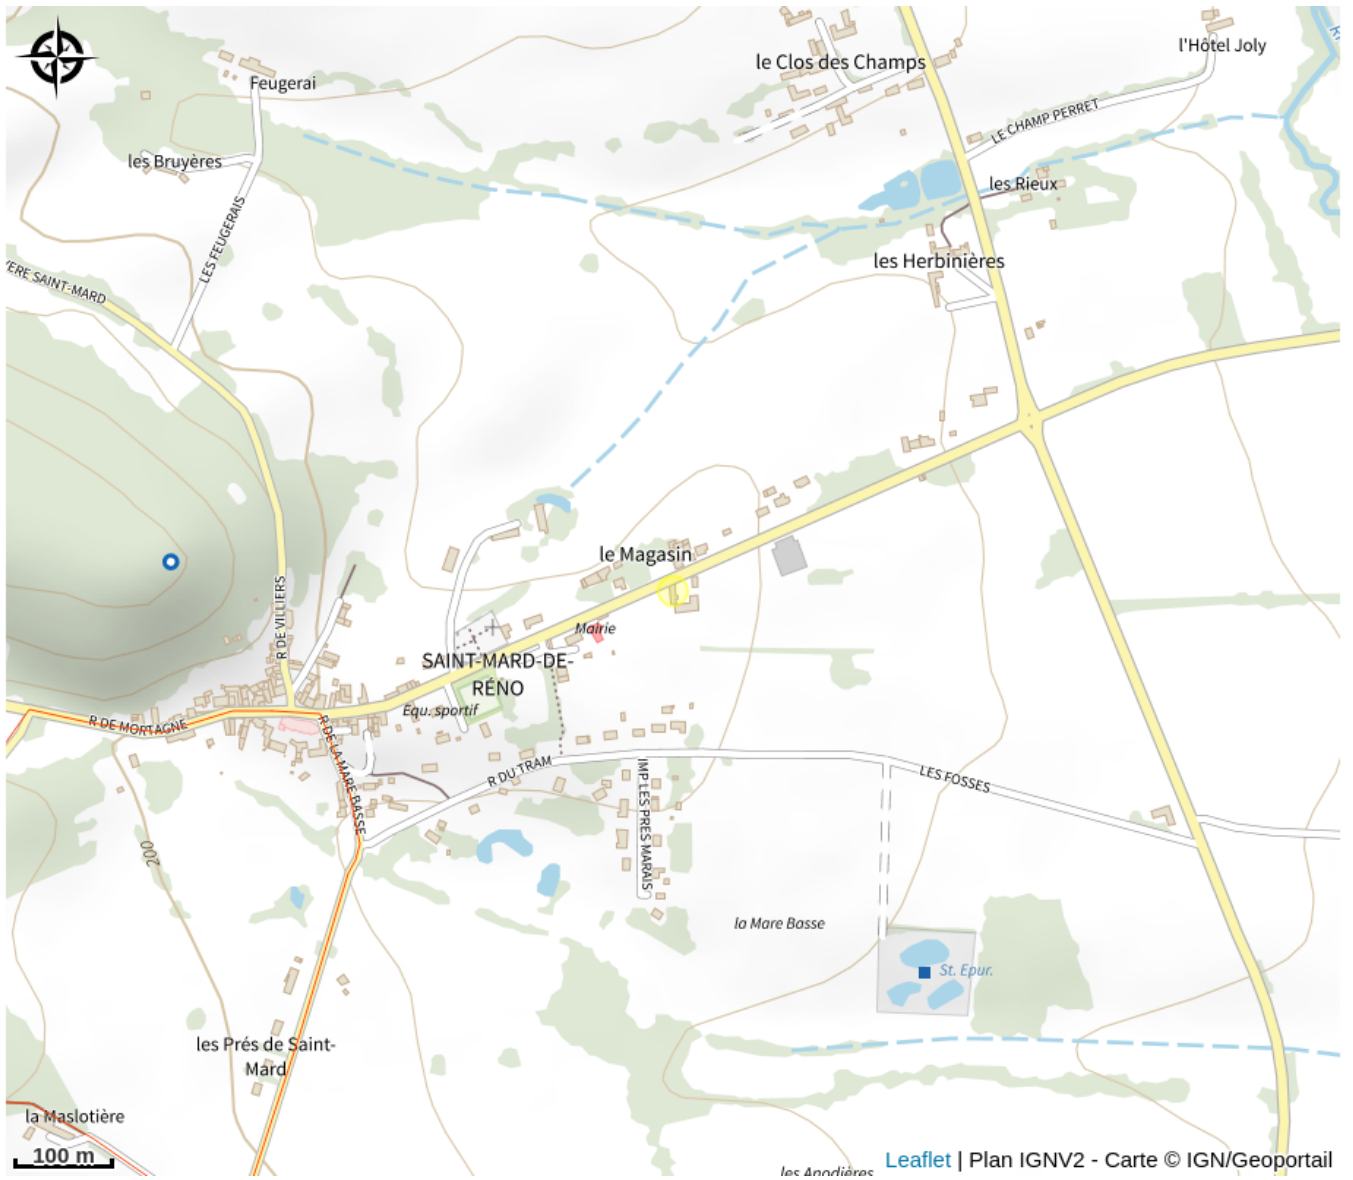 l'Hôtel Joly
le Clos des Champs
Feugerai
LE CHAMP PERRET
les Bruyères
les Rieux
LES FEUGERAIS
les Herbinières
SAINT-MARD
le Magasin
R DE VILLIERS
Mairie
SAINT-MARD-DE-
RÉNO
Equ. sportif
R DE MORTAGNE
R DE LA MARE BASSE
R DU TRAM
IMP LES PRES MARAIS
LES FOSSES
200
la Mare Basse
St. Epur.
les Prés de Saint-
Mard
la Maslotière
100 m
Leaflet | Plan IGNV2 - Carte © IGN/Geoportail